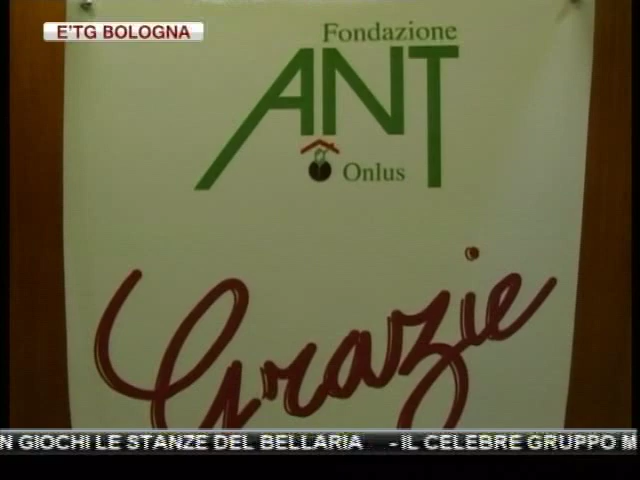 E'TG BOLOGNA
Fondazione
ANT
Onlus
Grazie
GIOCHI LE STANZE DEL BELLARIA - IL CELEBRE GRUPPO